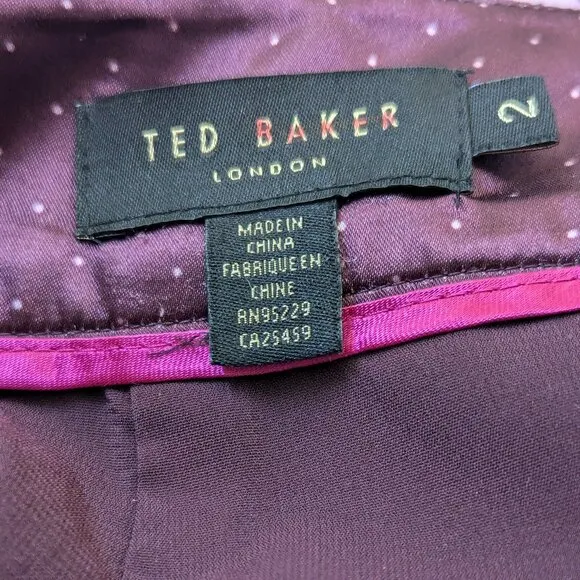 TED BAKER
LONDON
2
MADE IN
CHINA
FABRIQUE EN
CHINE
RN95229
CA25459